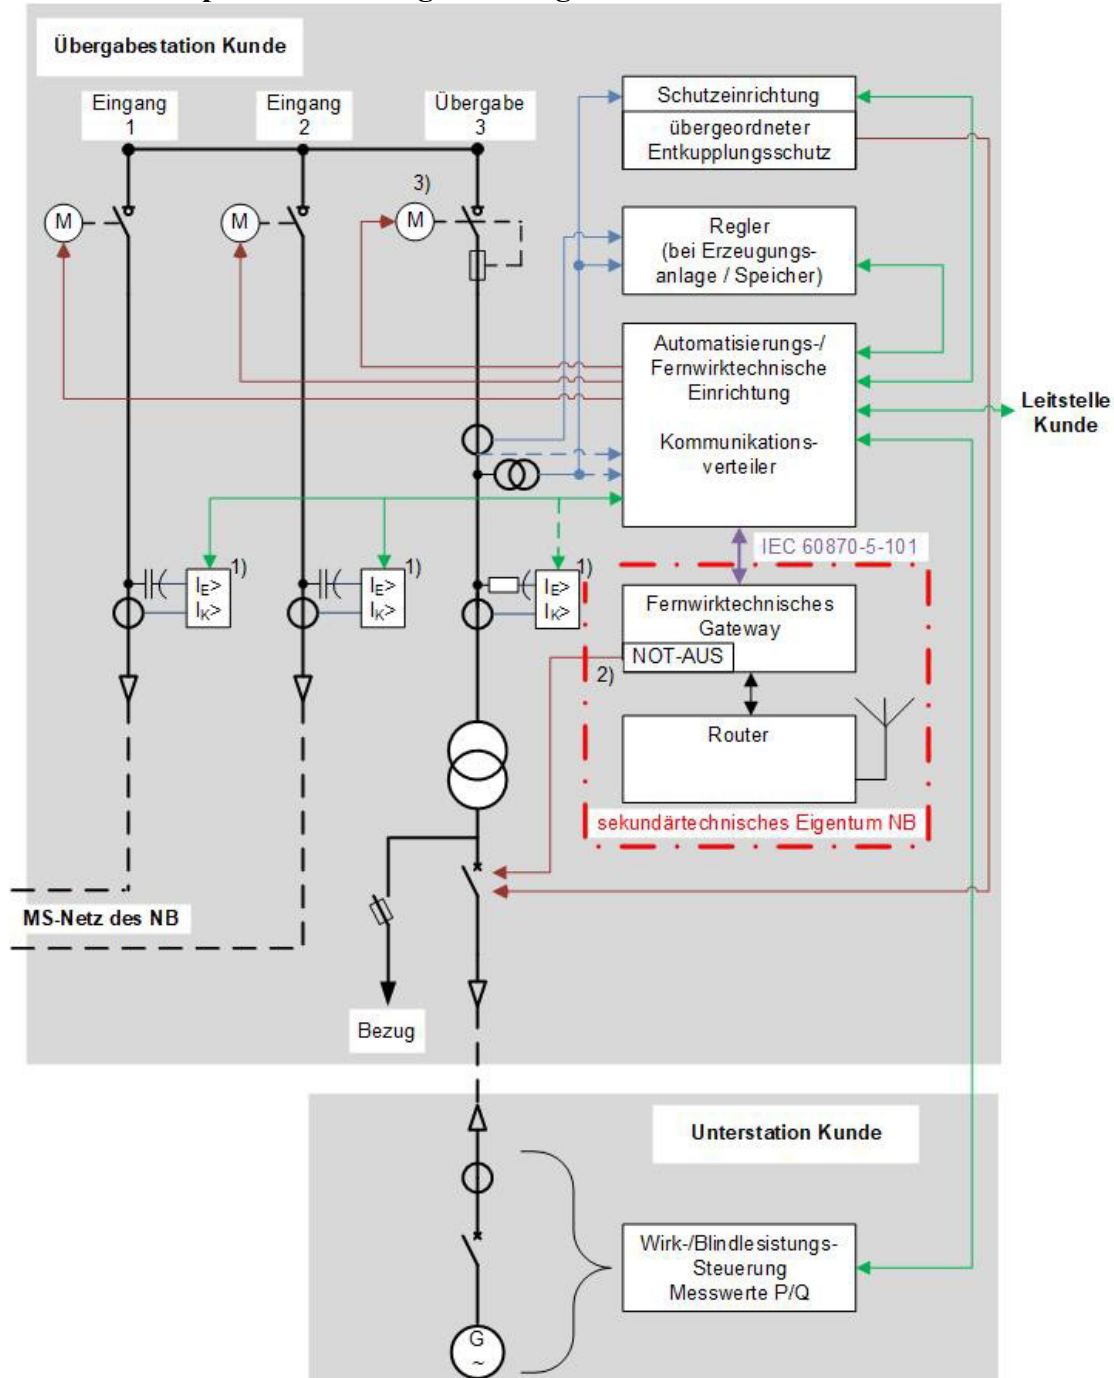 Übergabestation Kunde
Eingang
1
Eingang
2
Übergabe
3
Schutzeinrichtung
übergeordneter
Entkupplungsschutz
3)
M
M
M
Regler
(bei Erzeugungs-
anlage / Speicher)
Automatisierungs-/
Fernwirktechnische
Einrichtung
Kommunikations-
verteiler
Leitstelle
Kunde
IEC 60870-5-101
1)
IE>
IK>
1)
IE>
IK>
1)
IE>
IK>
Fernwirktechnisches
Gateway
NOT-AUS
2)
Router
sekundärtechnisches Eigentum NB
MS-Netz des NB
Bezug
Unterstation Kunde
Wirk-/Blindlesistungs-
Steuerung
Messwerte P/Q
G
~